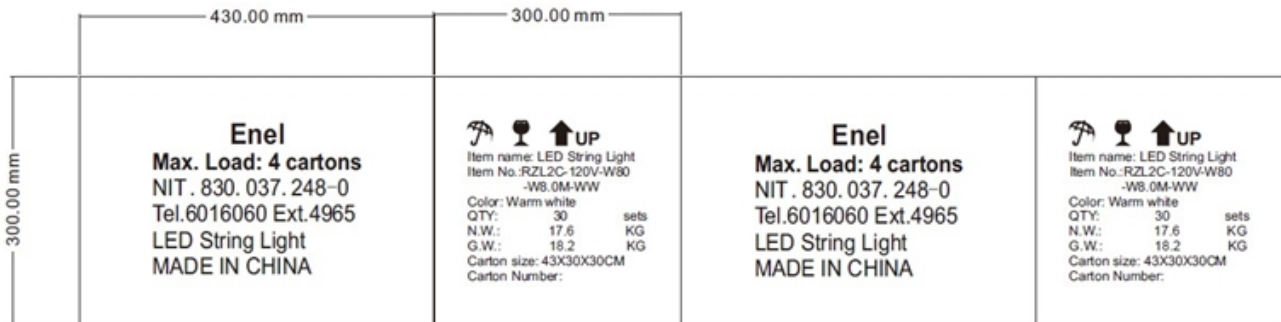 430.00 mm
300.00 mm
300.00 mm
Enel
Max. Load: 4 cartons
NIT. 830. 037. 248-0
Tel.6016060 Ext.4965
LED String Light
MADE IN CHINA
UP
Item name: LED String Light
Item No.:RZL2C-120V-W80
-W8.0M-WW
Color: Warm white
QTY: 30 sets
N.W.: 17.6 KG
G.W.: 18.2 KG
Carton size: 43X30X30CM
Carton Number:
Enel
Max. Load: 4 cartons
NIT. 830. 037. 248-0
Tel.6016060 Ext.4965
LED String Light
MADE IN CHINA
UP
Item name: LED String Light
Item No.:RZL2C-120V-W80
-W8.0M-WW
Color: Warm white
QTY: 30 sets
N.W.: 17.6 KG
G.W.: 18.2 KG
Carton size: 43X30X30CM
Carton Number: